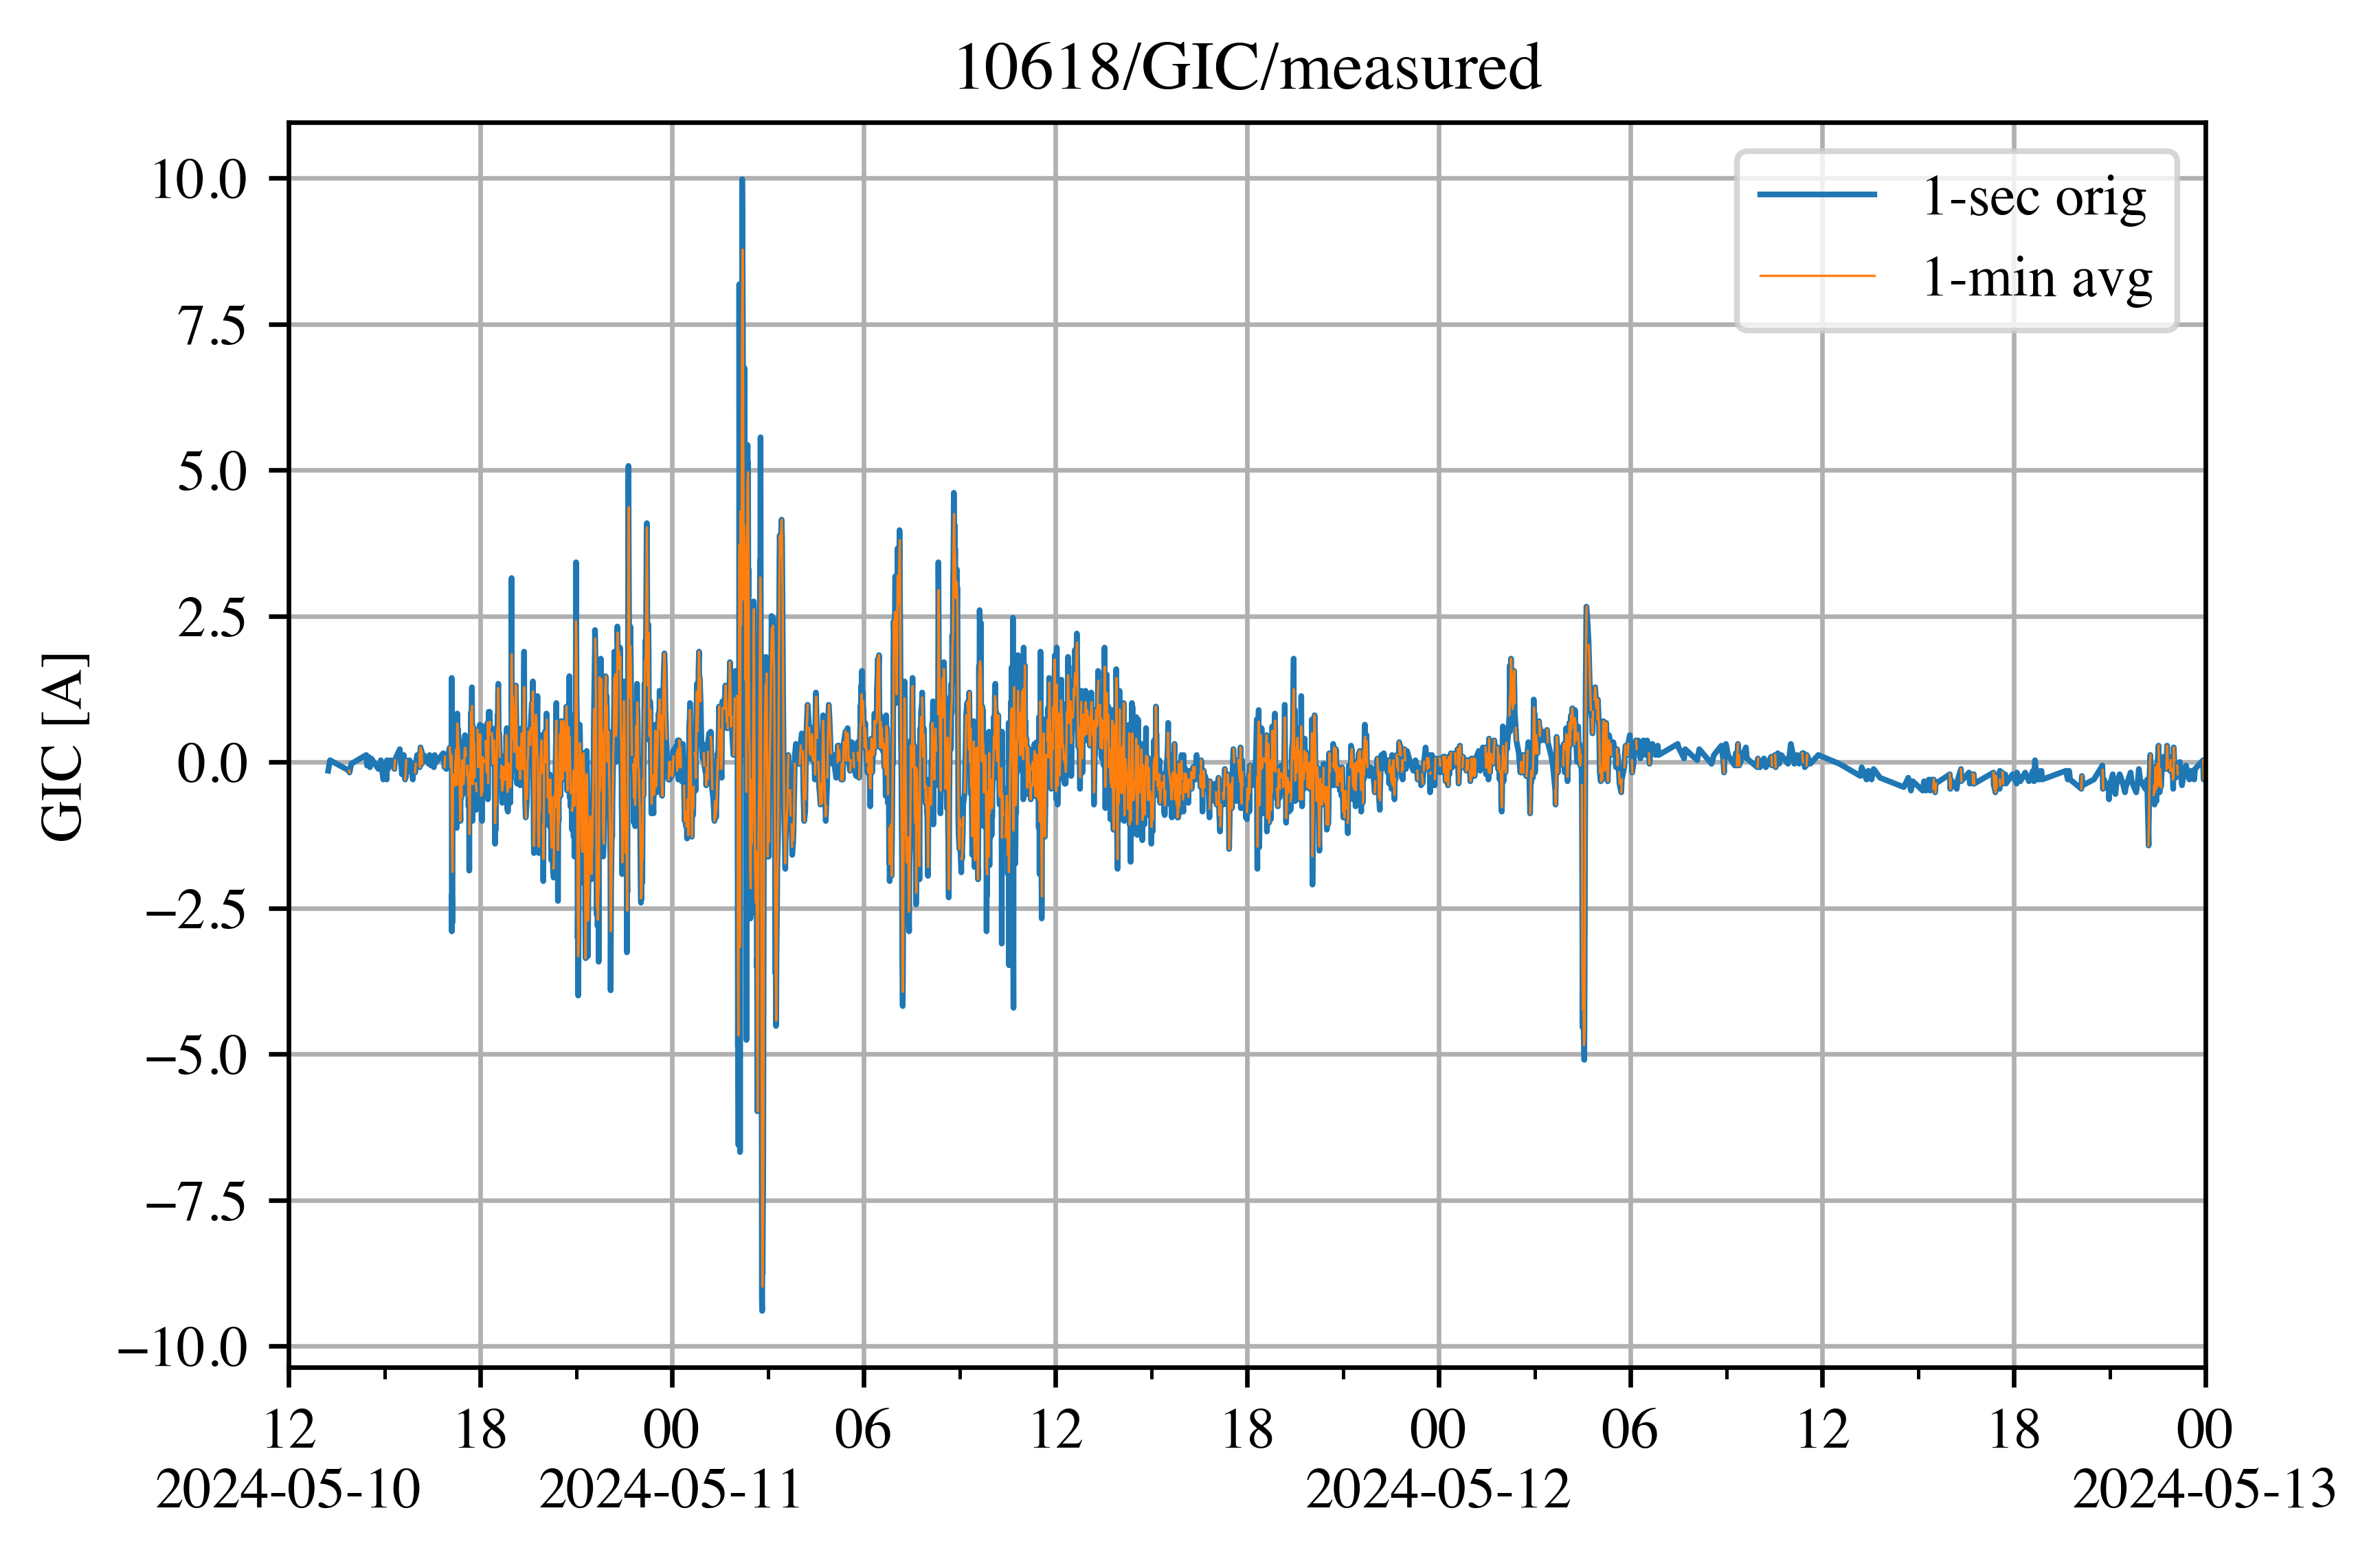 10618/GIC/measured
1-sec orig
1-min avg
GIC [A]
10.0
7.5
5.0
2.5
0.0
−2.5
−5.0
−7.5
−10.0
12 18 00 06 12 18 00 06 12 18 00
2024-05-10 2024-05-11 2024-05-12 2024-05-13